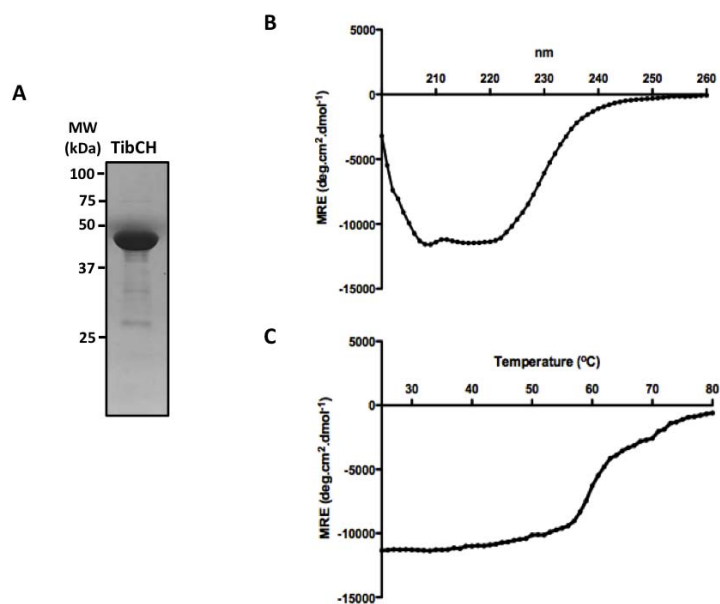 A
MW
(kDa) TibCH
100
75
50
37
25
B
5000
nm
210 220 230 240 250 260
0
-5000
-10000
-15000
MRE (deg.cm².dmol⁻¹)
C
5000
Temperature (ºC)
30 40 50 60 70 80
0
-5000
-10000
-15000
MRE (deg.cm².dmol⁻¹)